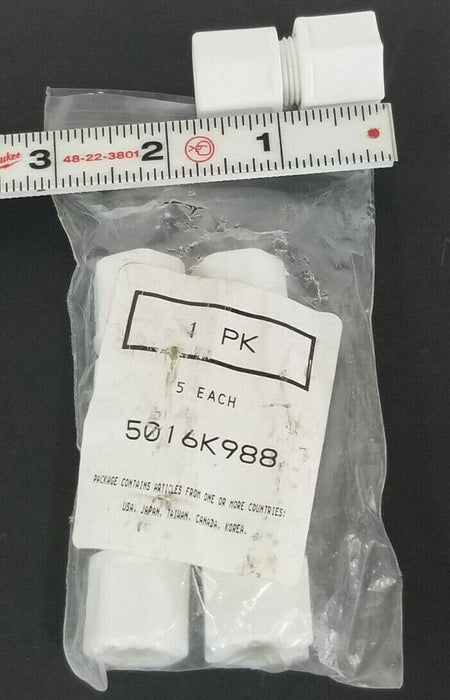 ukee 3 48-22-3801 2 1
1 PK
5 EACH
5016K988
PACKAGE CONTAINS ARTICLES FROM ONE OR MORE COUNTRIES:
USA, JAPAN, TAIWAN, CANADA, KOREA.